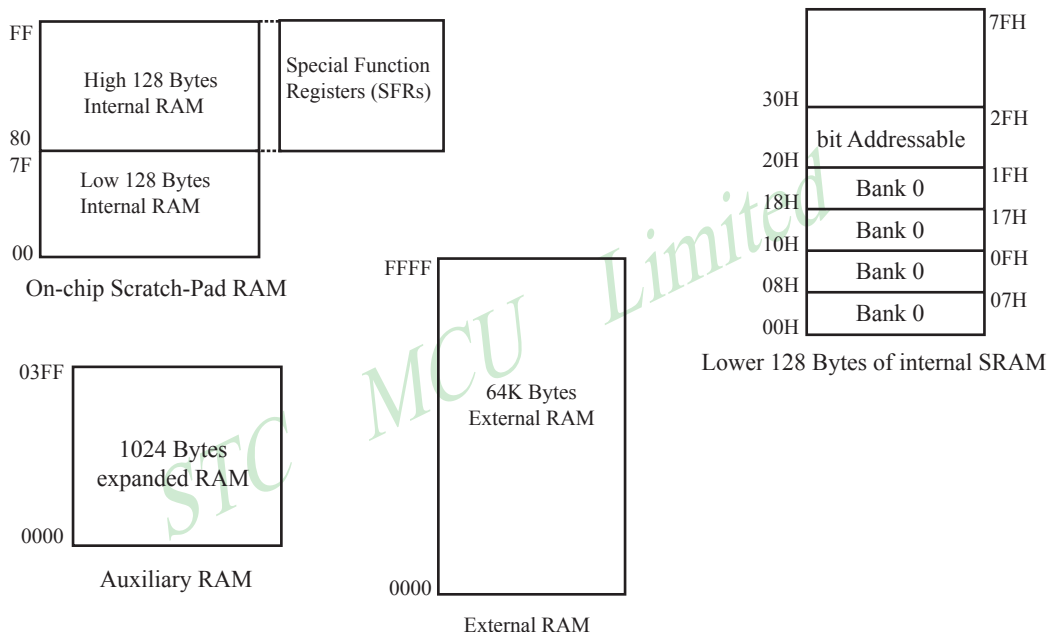 FF
High 128 Bytes
Internal RAM
80
7F
Low 128 Bytes
Internal RAM
00
Special Function
Registers (SFRs)
On-chip Scratch-Pad RAM
7FH
30H
2FH
bit Addressable
20H
1FH
Bank 0
18H
17H
Bank 0
10H
0FH
Bank 0
08H
07H
Bank 0
00H
Lower 128 Bytes of internal SRAM
03FF
1024 Bytes
expanded RAM
0000
Auxiliary RAM
FFFF
64K Bytes
External RAM
0000
External RAM
STC MCU Limited